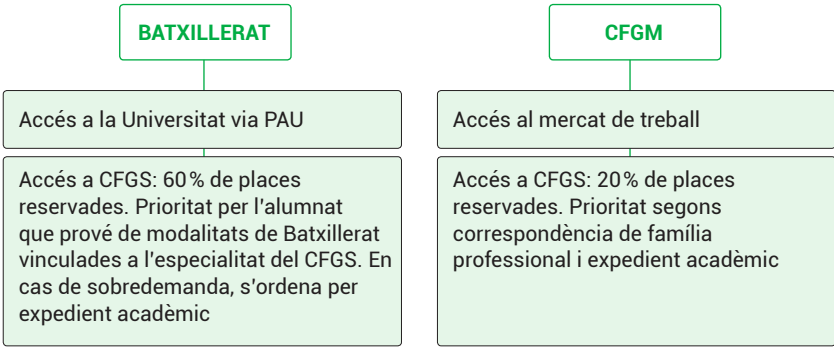 BATXILLERAT
Accés a la Universitat via PAU
Accés a CFGS: 60% de places
reservades. Prioritat per l'alumnat
que prové de modalitats de Batxillerat
vinculades a l'especialitat del CFGS. En
cas de sobredemanda, s'ordena per
expedient acadèmic
CFGM
Accés al mercat de treball
Accés a CFGS: 20% de places
reservades. Prioritat segons
correspondència de família
professional i expedient acadèmic